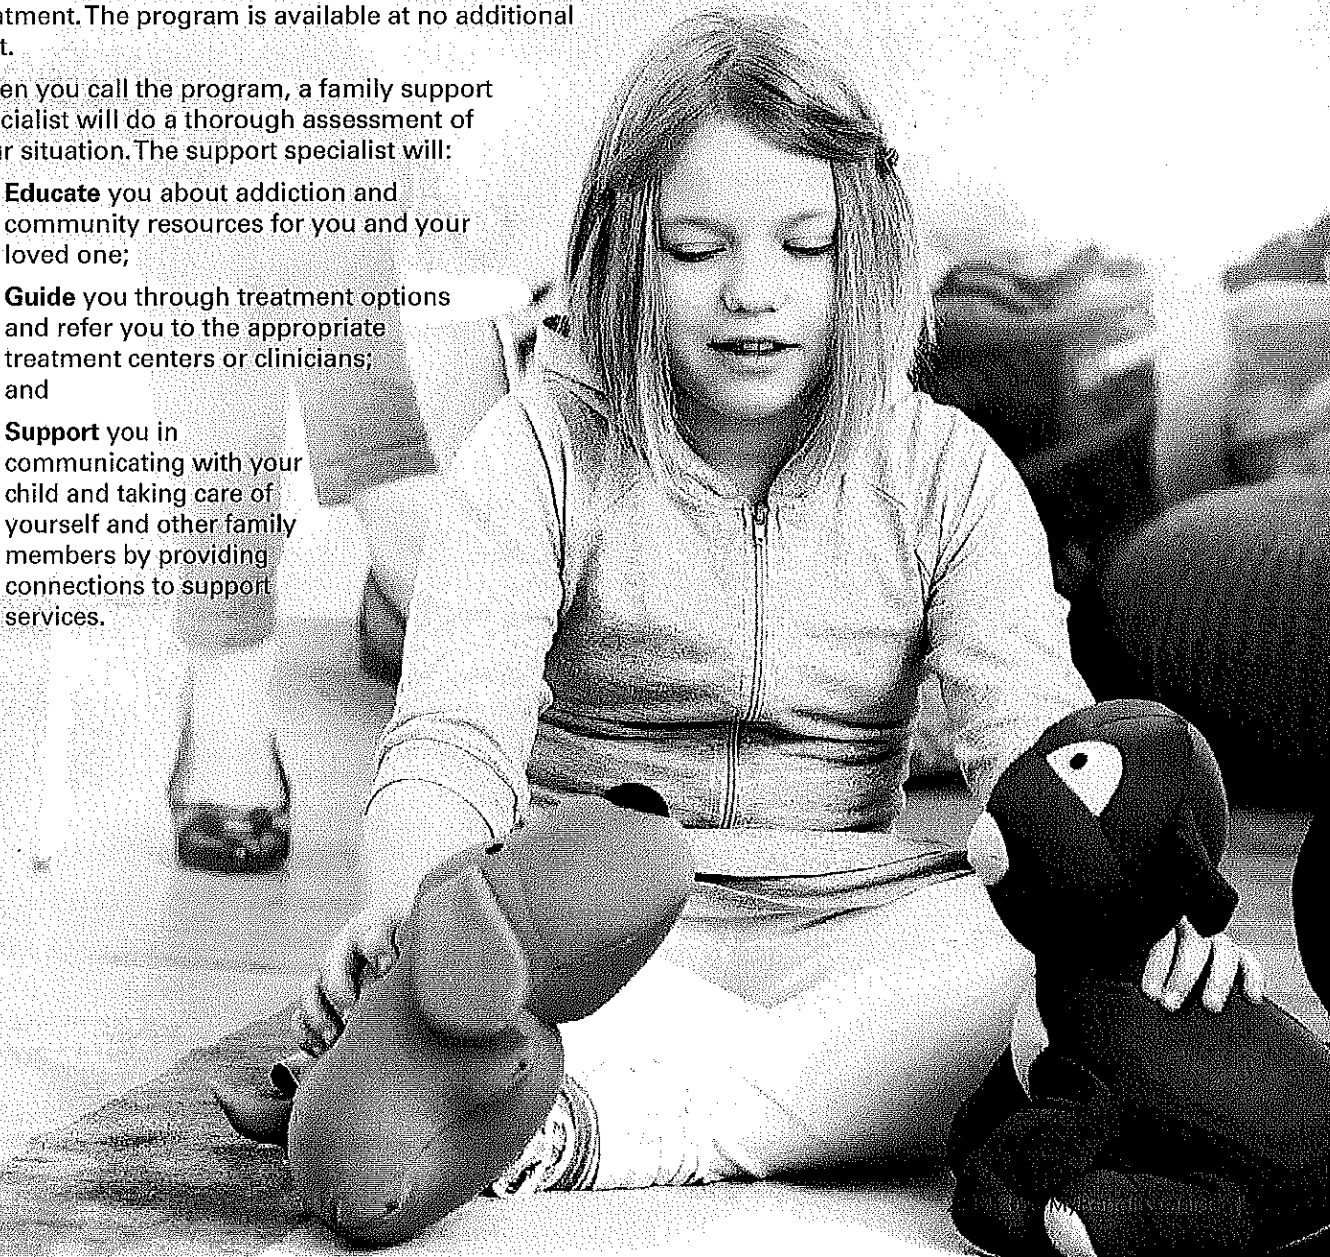 atment. The program is available at no additional
t.
en you call the program, a family support
cialist will do a thorough assessment of
r situation. The support specialist will:
Educate you about addiction and
community resources for you and your
loved one;
Guide you through treatment options
and refer you to the appropriate
treatment centers or clinicians;
and
Support you in
communicating with your
child and taking care of
yourself and other family
members by providing
connections to support
services.